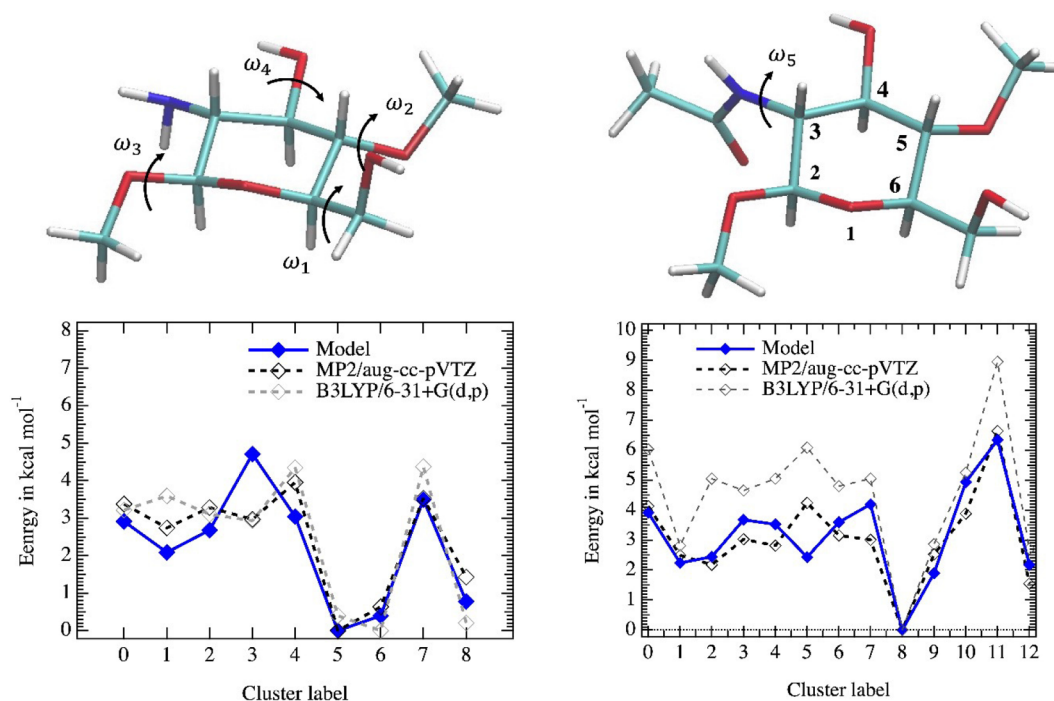 ω₄
ω₂
ω₃
ω₁
ω₅
4
3
5
2
6
1
8
7
6
5
4
3
2
1
0
Eenrgy in kcal mol⁻¹
Model
MP2/aug-cc-pVTZ
B3LYP/6-31+G(d,p)
0 1 2 3 4 5 6 7 8
Cluster label
10
9
8
7
6
5
4
3
2
1
0
Eenrgy in kcal mol⁻¹
Model
MP2/aug-cc-pVTZ
B3LYP/6-31+G(d,p)
0 1 2 3 4 5 6 7 8 9 10 11 12
Cluster label